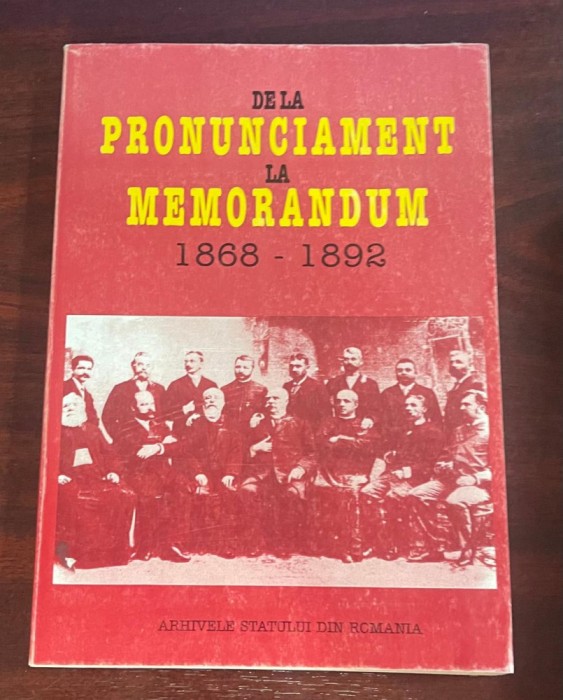 DE LA
PRONUNCIAMENT
LA
MEMORANDUM
1868 - 1892
ARHIVELE STATULUI DIN ROMANIA